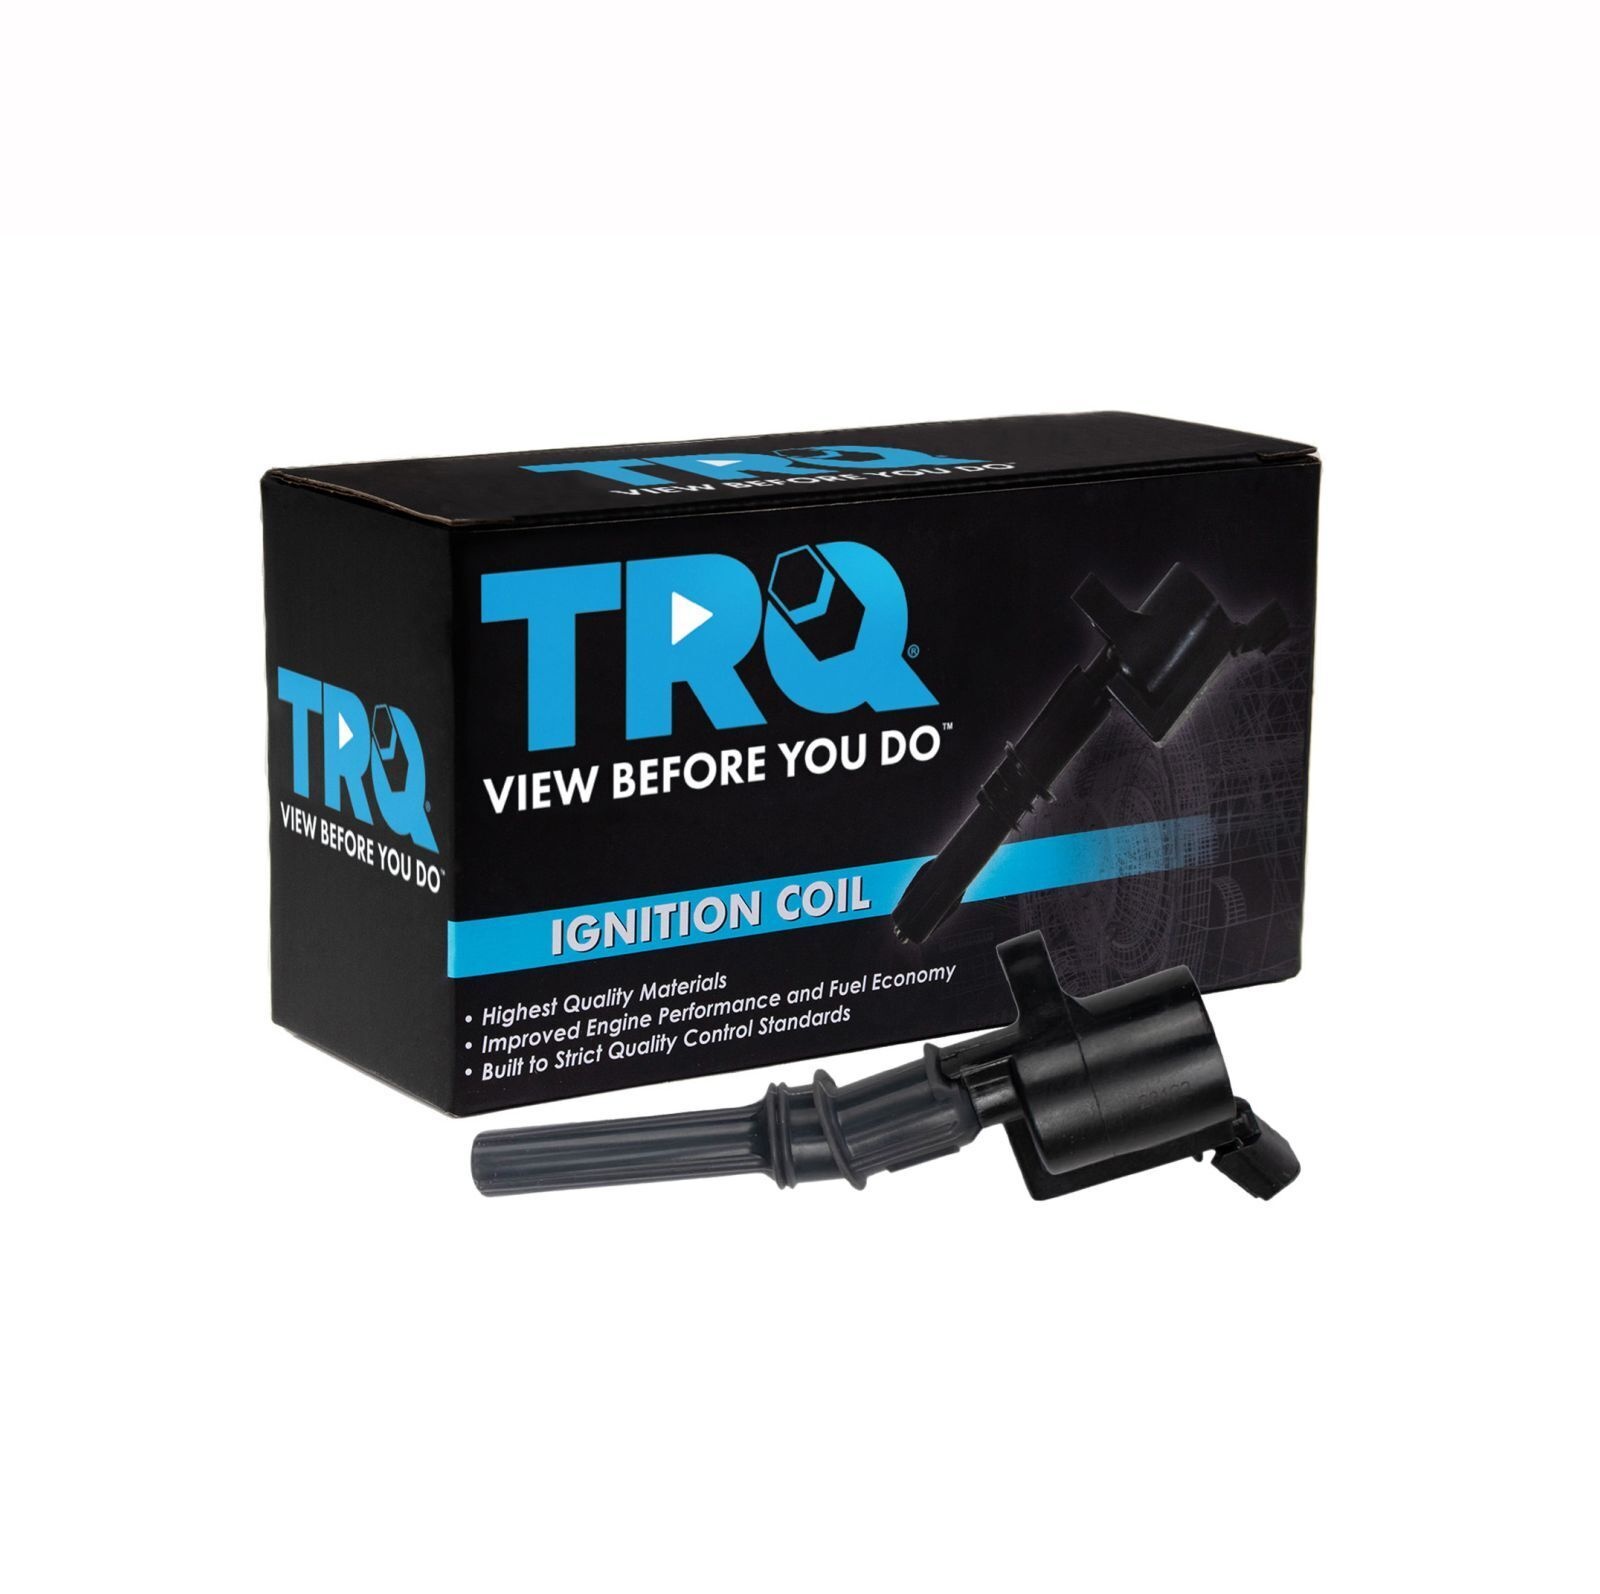 TRQ
VIEW BEFORE YOU DO™
TRQ®
VIEW BEFORE YOU DO™
TRQ®
VIEW BEFORE YOU DO™
IGNITION COIL
• Highest Quality Materials
• Improved Engine Performance and Fuel Economy
• Built to Strict Quality Control Standards